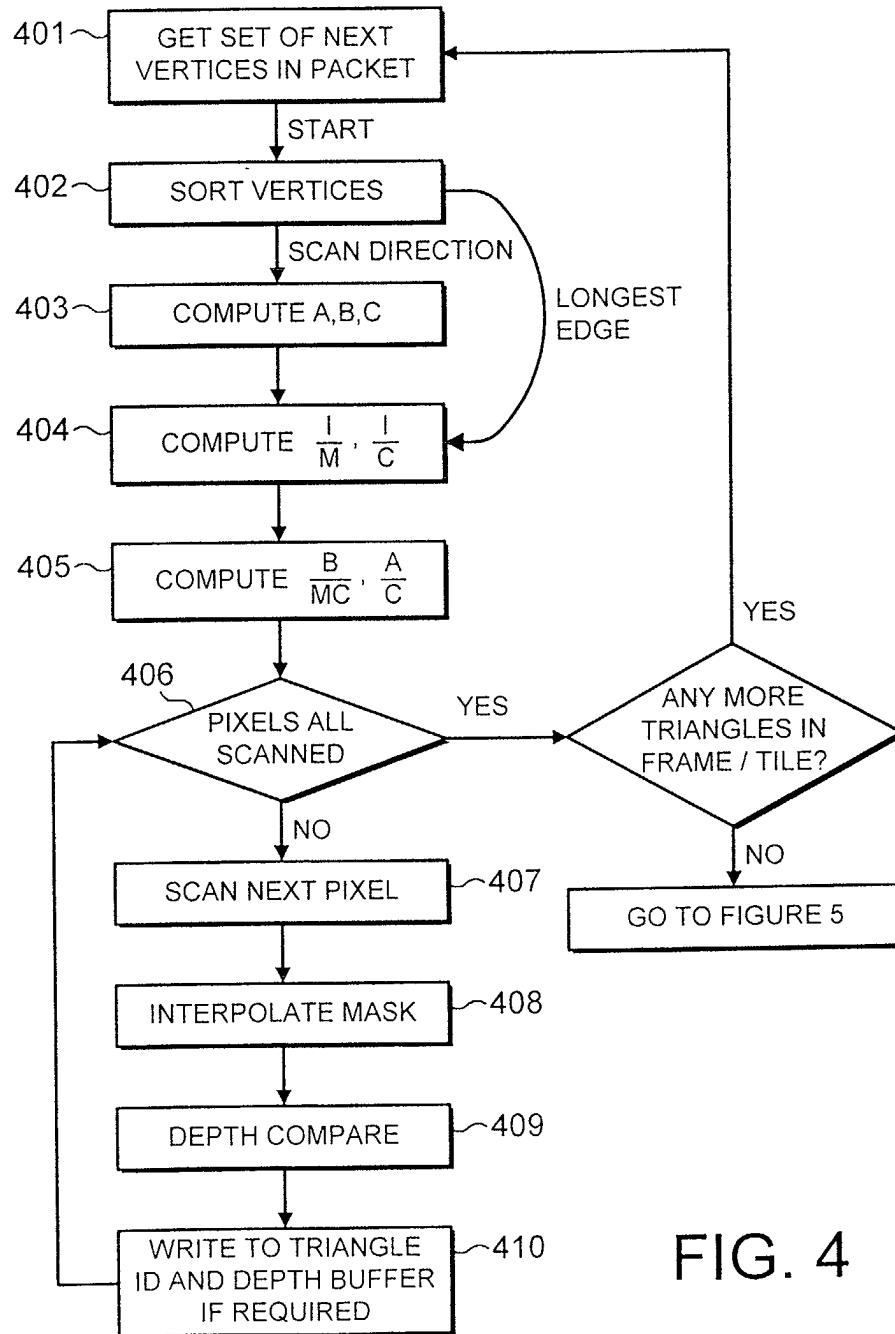 401
GET SET OF NEXT
VERTICES IN PACKET
START
402
SORT VERTICES
SCAN DIRECTION
LONGEST
EDGE
403
COMPUTE A,B,C
404
COMPUTE I/M , I/C
405
COMPUTE B/MC , A/C
406
PIXELS ALL
SCANNED
YES
ANY MORE
TRIANGLES IN
FRAME / TILE?
YES
NO
GO TO FIGURE 5
NO
SCAN NEXT PIXEL
407
INTERPOLATE MASK
408
DEPTH COMPARE
409
WRITE TO TRIANGLE
ID AND DEPTH BUFFER
IF REQUIRED
410
FIG. 4